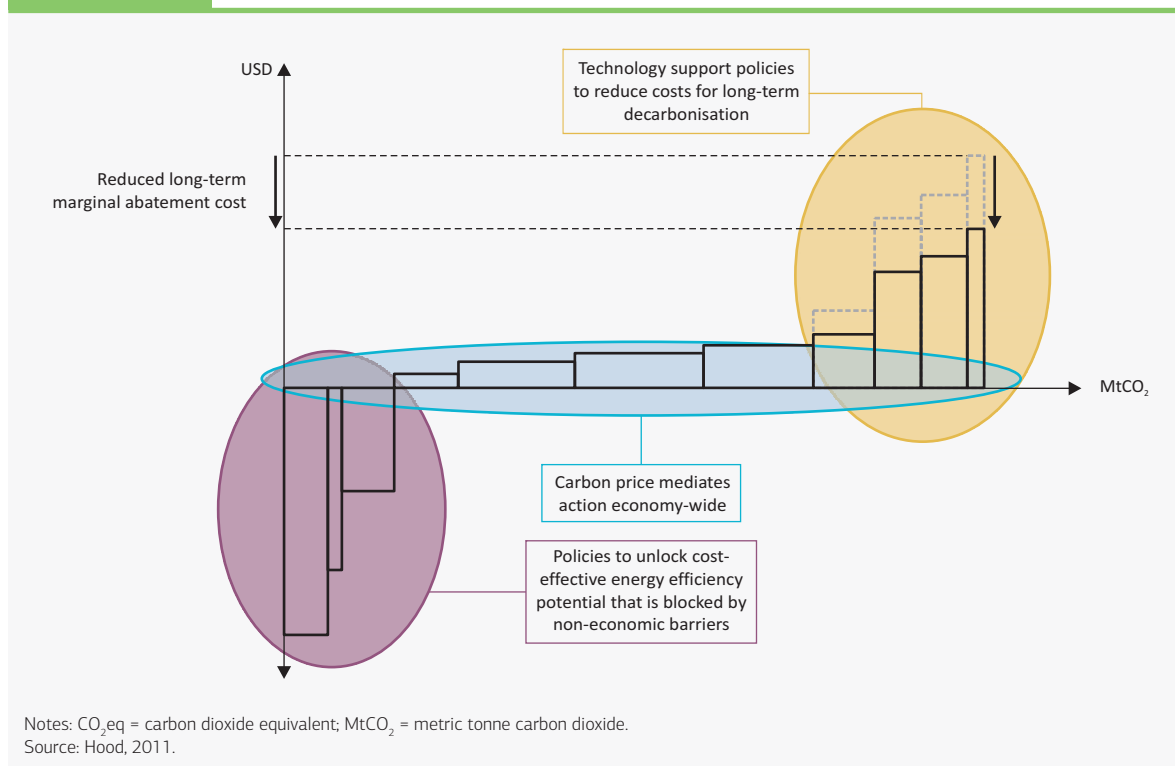 USD
Technology support policies
to reduce costs for long-term
decarbonisation
Reduced long-term
marginal abatement cost
MtCO₂
Carbon price mediates
action economy-wide
Policies to unlock cost-
effective energy efficiency
potential that is blocked by
non-economic barriers
Notes: CO₂eq = carbon dioxide equivalent; MtCO₂ = metric tonne carbon dioxide.
Source: Hood, 2011.